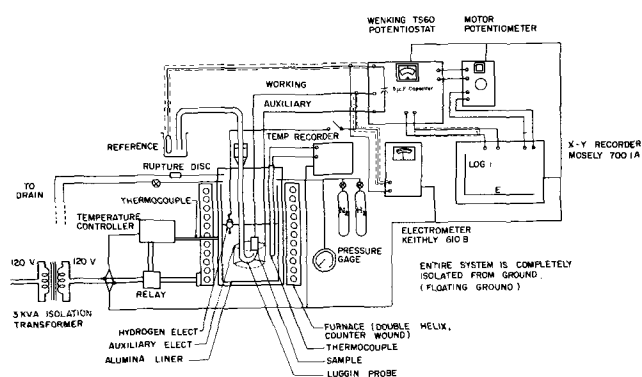 WENKING TS60
POTENTIOSTAT
MOTOR
POTENTIOMETER
WORKING
AUXILIARY
5μF Capacitor
REFERENCE
TEMP RECORDER
RUPTURE DISC
X-Y RECORDER
MOSELY 7001A
LOG I
E
TO
DRAIN
THERMOCOUPLE
TEMPERATURE
CONTROLLER
N2
H2
ELECTROMETER
KEITHLY 610 B
120 V
120 V
PRESSURE
GAGE
ENTIRE SYSTEM IS COMPLETELY
ISOLATED FROM GROUND.
(FLOATING GROUND)
RELAY
3 KVA ISOLATION
TRANSFORMER
HYDROGEN ELECT
AUXILIARY ELECT
ALUMINA LINER
FURNACE (DOUBLE HELIX,
COUNTER WOUND)
THERMOCOUPLE
SAMPLE
LUGGIN PROBE